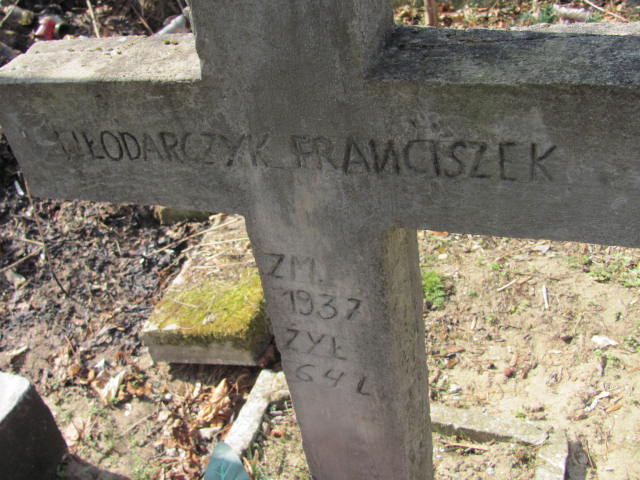 WŁODARCZYK FRANCISZEK
ZM.
1937
ŻYŁ
64 L